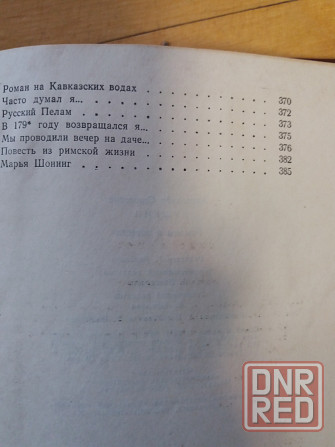 Роман на Кавказских водах . . . . . . . . . . 370
Часто думал я... . . . . . . . . . . 372
Русский Пелам . . . . . . . . . . 373
В 179* году возвращался я... . . . . . . . . . . 375
Мы проводили вечер на даче... . . . . . . . . . . 376
Повесть из римской жизни . . . . . . . . . . 382
Марья Шонинг . . . . . . . . . . 385
DNR
RED